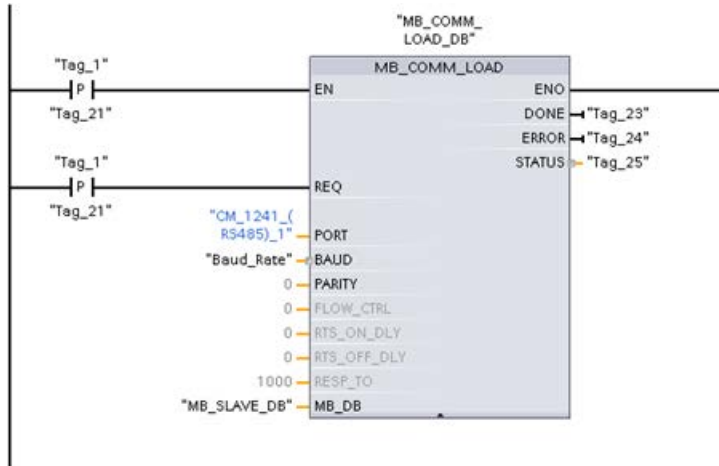 "MB_COMM_
LOAD_DB"
"Tag_1"
MB_COMM_LOAD
P
EN
ENO
"Tag_21"
DONE
"Tag_23"
ERROR
"Tag_24"
"Tag_1"
STATUS
"Tag_25"
P
REQ
"Tag_21"
"CM_1241_(
RS485)_1"
PORT
"Baud_Rate"
BAUD
0
PARITY
0
FLOW_CTRL
0
RTS_ON_DLY
0
RTS_OFF_DLY
1000
RESP_TO
"MB_SLAVE_DB"
MB_DB